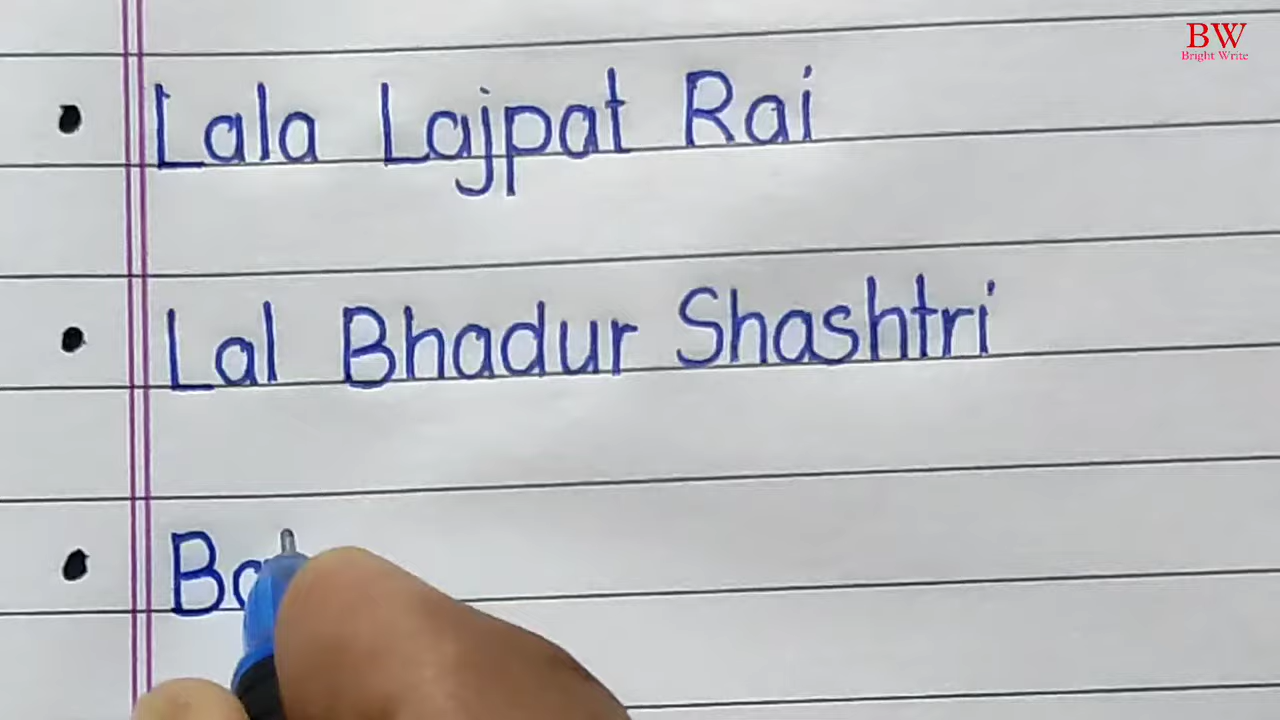 BW
Bright Write
• Lala Lajpat Rai
• Lal Bhadur Shashtri
•